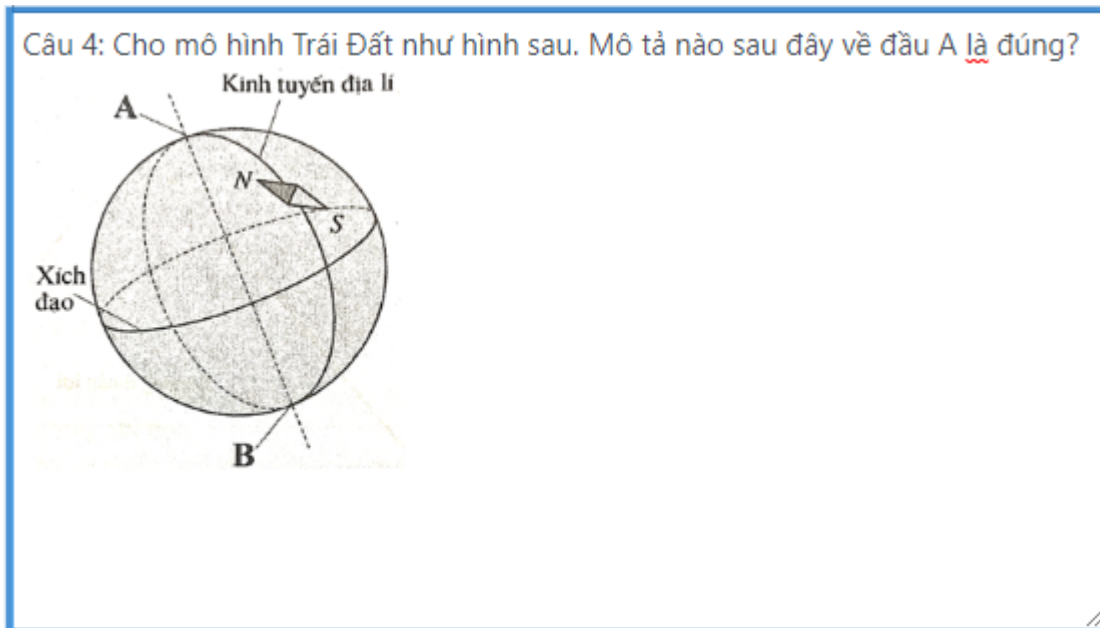 Câu 4: Cho mô hình Trái Đất như hình sau. Mô tả nào sau đây về đầu A là đúng?
Kinh tuyến địa lí
A
N
S
Xích
đạo
B